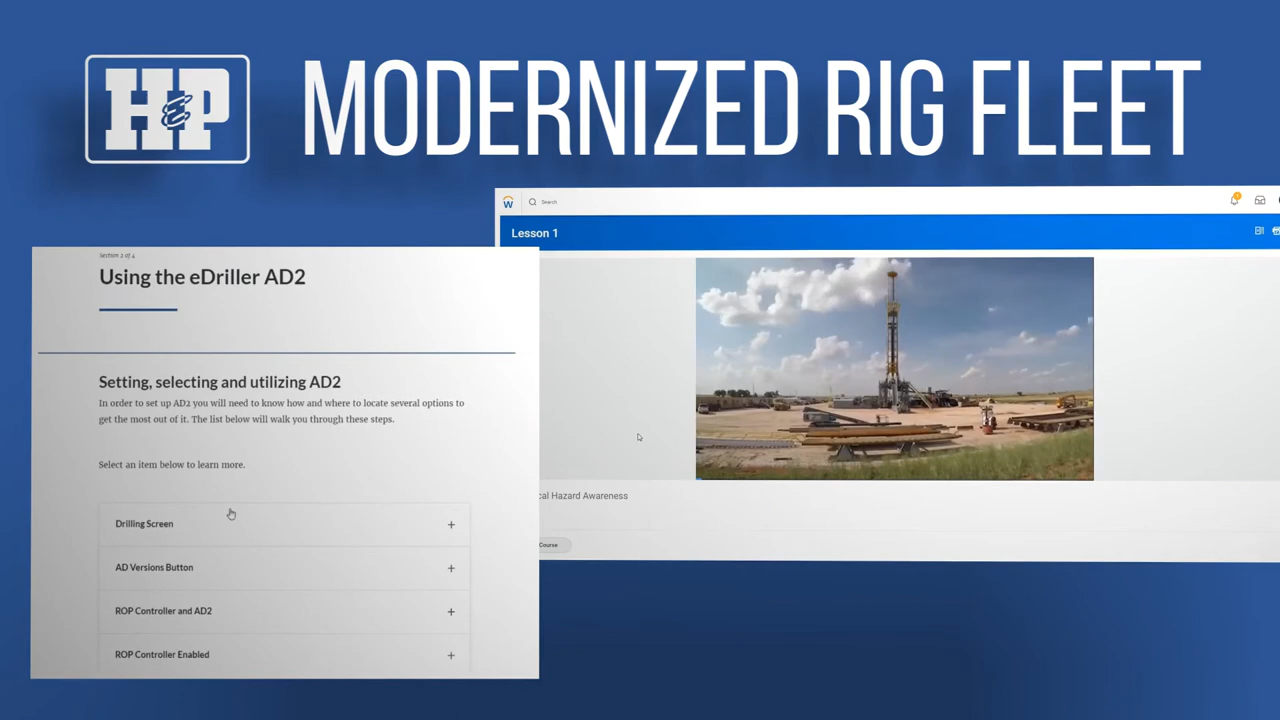 H&P
MODERNIZED RIG FLEET
Search
Lesson 1
cal Hazard Awareness
Course
Section 2 of 4
Using the eDriller AD2
Setting, selecting and utilizing AD2
In order to set up AD2 you will need to know how and where to locate several options to
get the most out of it. The list below will walk you through these steps.
Select an item below to learn more.
Drilling Screen +
AD Versions Button +
ROP Controller and AD2 +
ROP Controller Enabled +